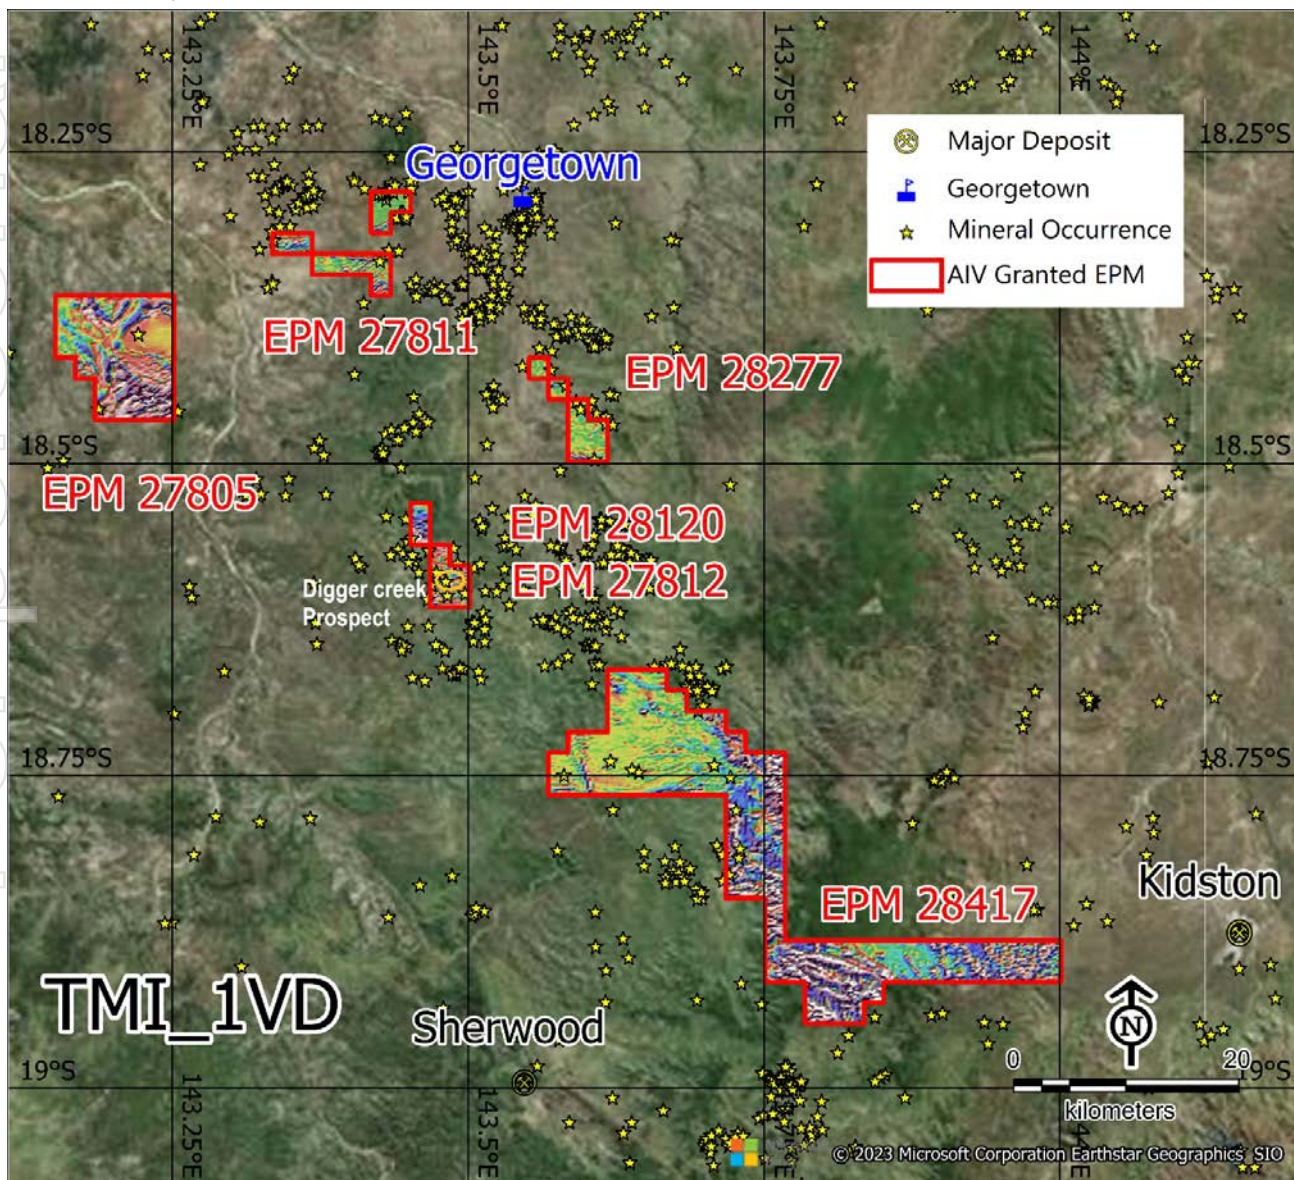 143.25°E
143.5°E
143.75°E
144°E
18.25°S
18.25°S
Georgetown
Major Deposit
Georgetown
Mineral Occurrence
AIV Granted EPM
EPM 27811
EPM 28277
18.5°S
18.5°S
EPM 27805
EPM 28120
EPM 27812
Digger creek
Prospect
18.75°S
18.75°S
Kidston
EPM 28417
TMI_1VD
Sherwood
N
0
20
19°S
19°S
kilometers
143.25°E
143.5°E
© 2023 Microsoft Corporation Earthstar Geographics SIO